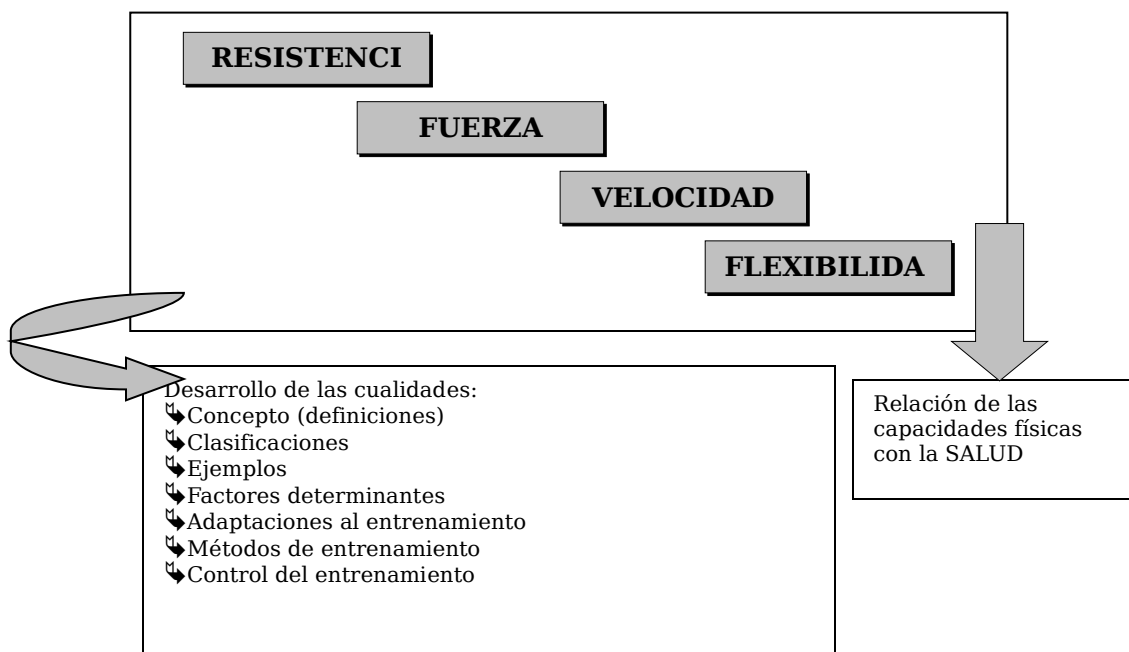 RESISTENCI
FUERZA
VELOCIDAD
FLEXIBILIDA
Desarrollo de las cualidades:
Concepto (definiciones)
Clasificaciones
Ejemplos
Factores determinantes
Adaptaciones al entrenamiento
Métodos de entrenamiento
Control del entrenamiento
Relación de las
capacidades físicas
con la SALUD